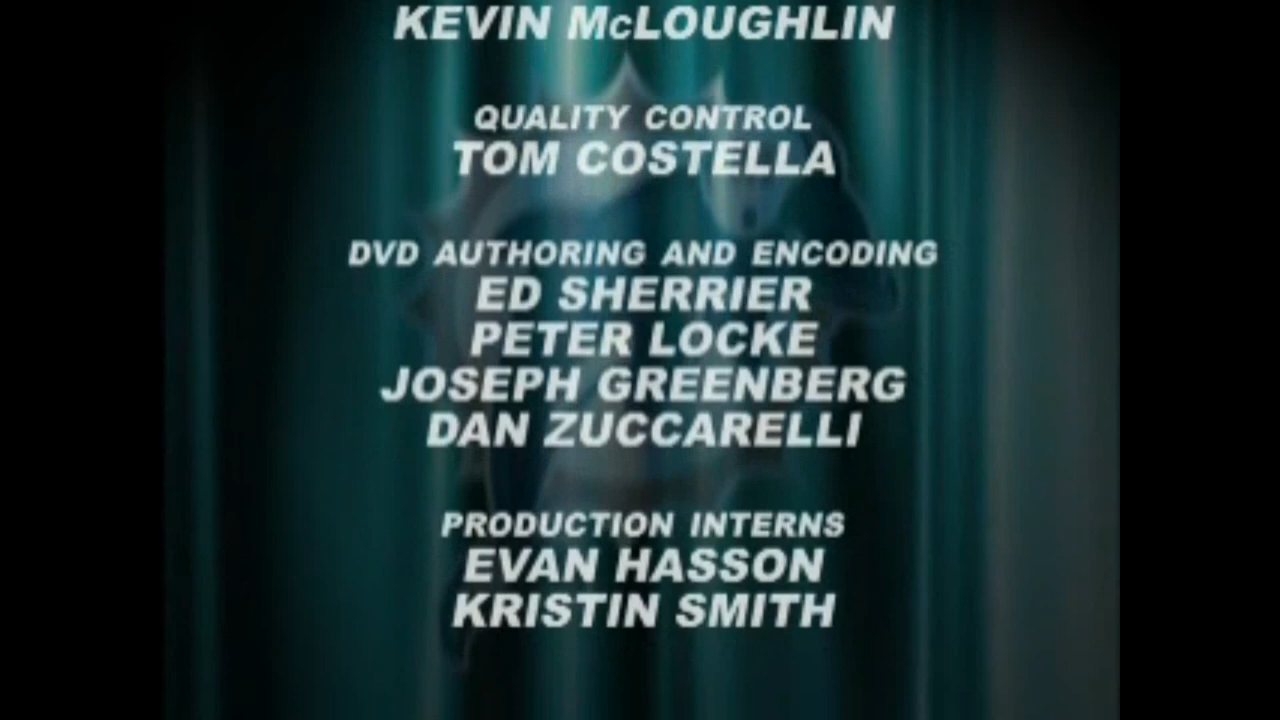 KEVIN McLOUGHLIN
QUALITY CONTROL
TOM COSTELLA
DVD AUTHORING AND ENCODING
ED SHERRIER
PETER LOCKE
JOSEPH GREENBERG
DAN ZUCCARELLI
PRODUCTION INTERNS
EVAN HASSON
KRISTIN SMITH